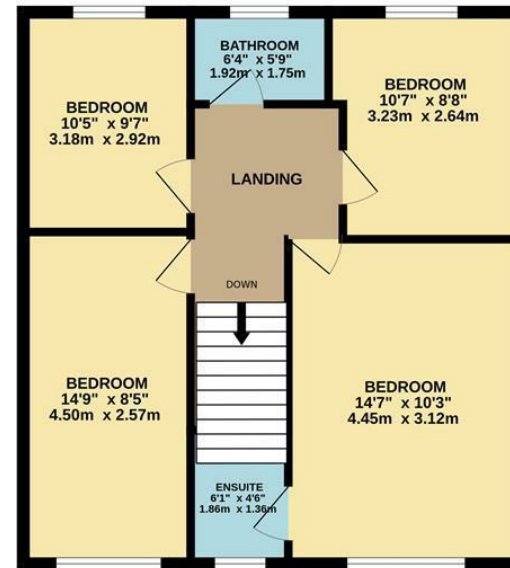 BATHROOM
6'4" x 5'9"
1.92m x 1.75m
BEDROOM
10'5" x 9'7"
3.18m x 2.92m
BEDROOM
10'7" x 8'8"
3.23m x 2.64m
LANDING
DOWN
BEDROOM
14'9" x 8'5"
4.50m x 2.57m
BEDROOM
14'7" x 10'3"
4.45m x 3.12m
ENSUITE
6'1" x 4'6"
1.86m x 1.36m